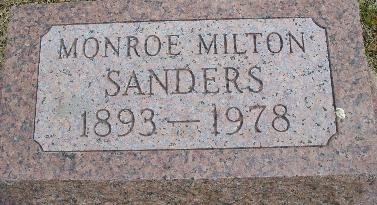 MONROE MILTON
SANDERS
1893 — 1978